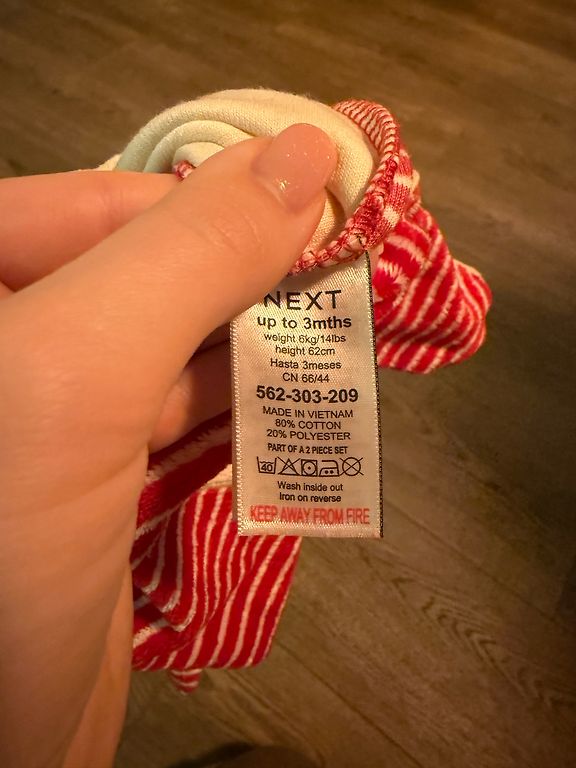 NEXT
up to 3mths
weight 6kg/14lbs
height 62cm
Hasta 3meses
CN 66/44
562-303-209
MADE IN VIETNAM
80% COTTON
20% POLYESTER
PART OF A 2 PIECE SET
40
Wash inside out
Iron on reverse
KEEP AWAY FROM FIRE